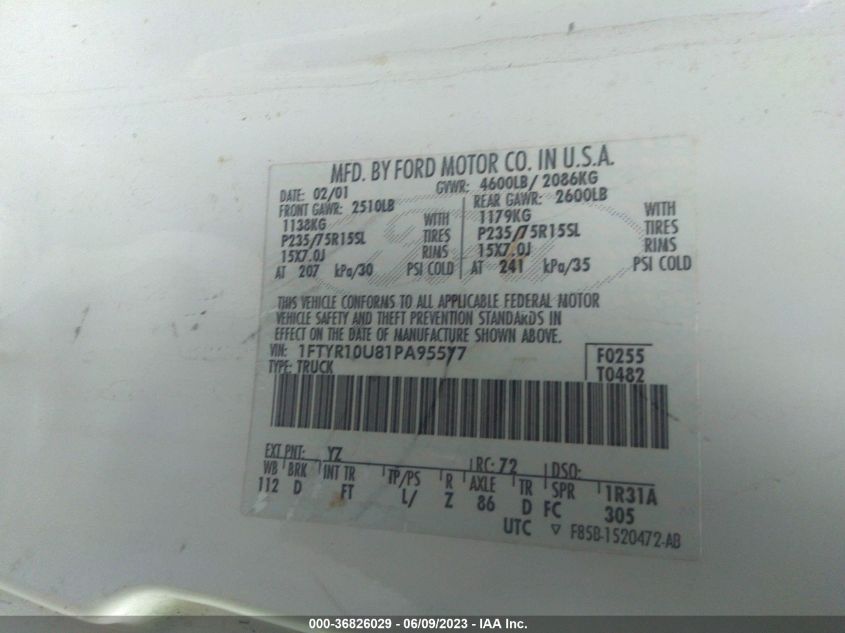 MFD. BY FORD MOTOR CO. IN U.S.A.
DATE: 02/01 GVWR: 4600LB/ 2086KG
FRONT GAWR: 2510LB REAR GAWR: 2600LB
1138KG WITH 1179KG WITH
P235/75R15SL TIRES P235/75R15SL TIRES
15X7.0J RIMS 15X7.0J RIMS
AT 207 kPa/30 PSI COLD AT 241 kPa/35 PSI COLD
THIS VEHICLE CONFORMS TO ALL APPLICABLE FEDERAL MOTOR
VEHICLE SAFETY AND THEFT PREVENTION STANDARDS IN
EFFECT ON THE DATE OF MANUFACTURE SHOWN ABOVE.
VIN: 1FTYR10U81PA955Y7 F0255
TYPE: TRUCK T0482
EXT PNT: YZ RC: 72 DSO:
WB BRK INT TR TP/PS R AXLE TR SPR 1R31A
112 D FT L/ Z 86 D FC 305
UTC ▽ F85B-1520472-AB
000-36826029 - 06/09/2023 - IAA Inc.